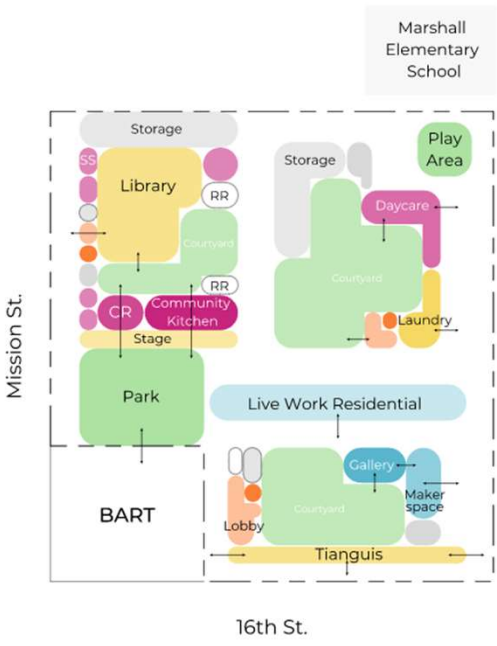 Marshall
Elementary
School
Storage
Play
Area
SS
Library
RR
Storage
Daycare
Courtyard
Courtyard
RR
CR
Community
Kitchen
Laundry
Stage
Mission St.
Park
Live Work Residential
Gallery
Maker
space
BART
Courtyard
Lobby
Tianguis
16th St.